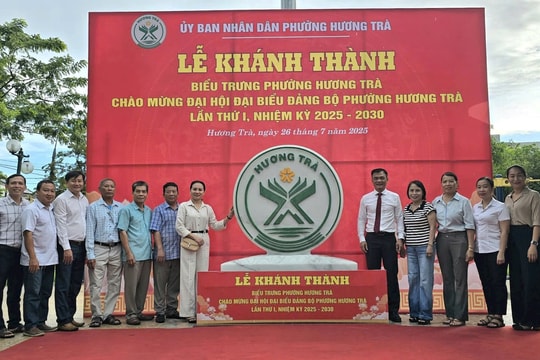 ỦY BAN NHÂN DÂN PHƯỜNG HƯƠNG TRÀ
LỄ KHÁNH THÀNH
BIỂU TRƯNG PHƯỜNG HƯƠNG TRÀ
CHÀO MỪNG ĐẠI HỘI ĐẠI BIỂU ĐẢNG BỘ PHƯỜNG HƯƠNG TRÀ
LẦN THỨ I, NHIỆM KỲ 2025 - 2030
Hương Trà, ngày 26 tháng 7 năm 2025
HƯƠNG TRÀ
LỄ KHÁNH THÀNH
BIỂU TRƯNG PHƯỜNG HƯƠNG TRÀ
CHÀO MỪNG ĐẠI HỘI ĐẠI BIỂU ĐẢNG BỘ PHƯỜNG HƯƠNG TRÀ
LẦN THỨ I, NHIỆM KỲ 2025 - 2030